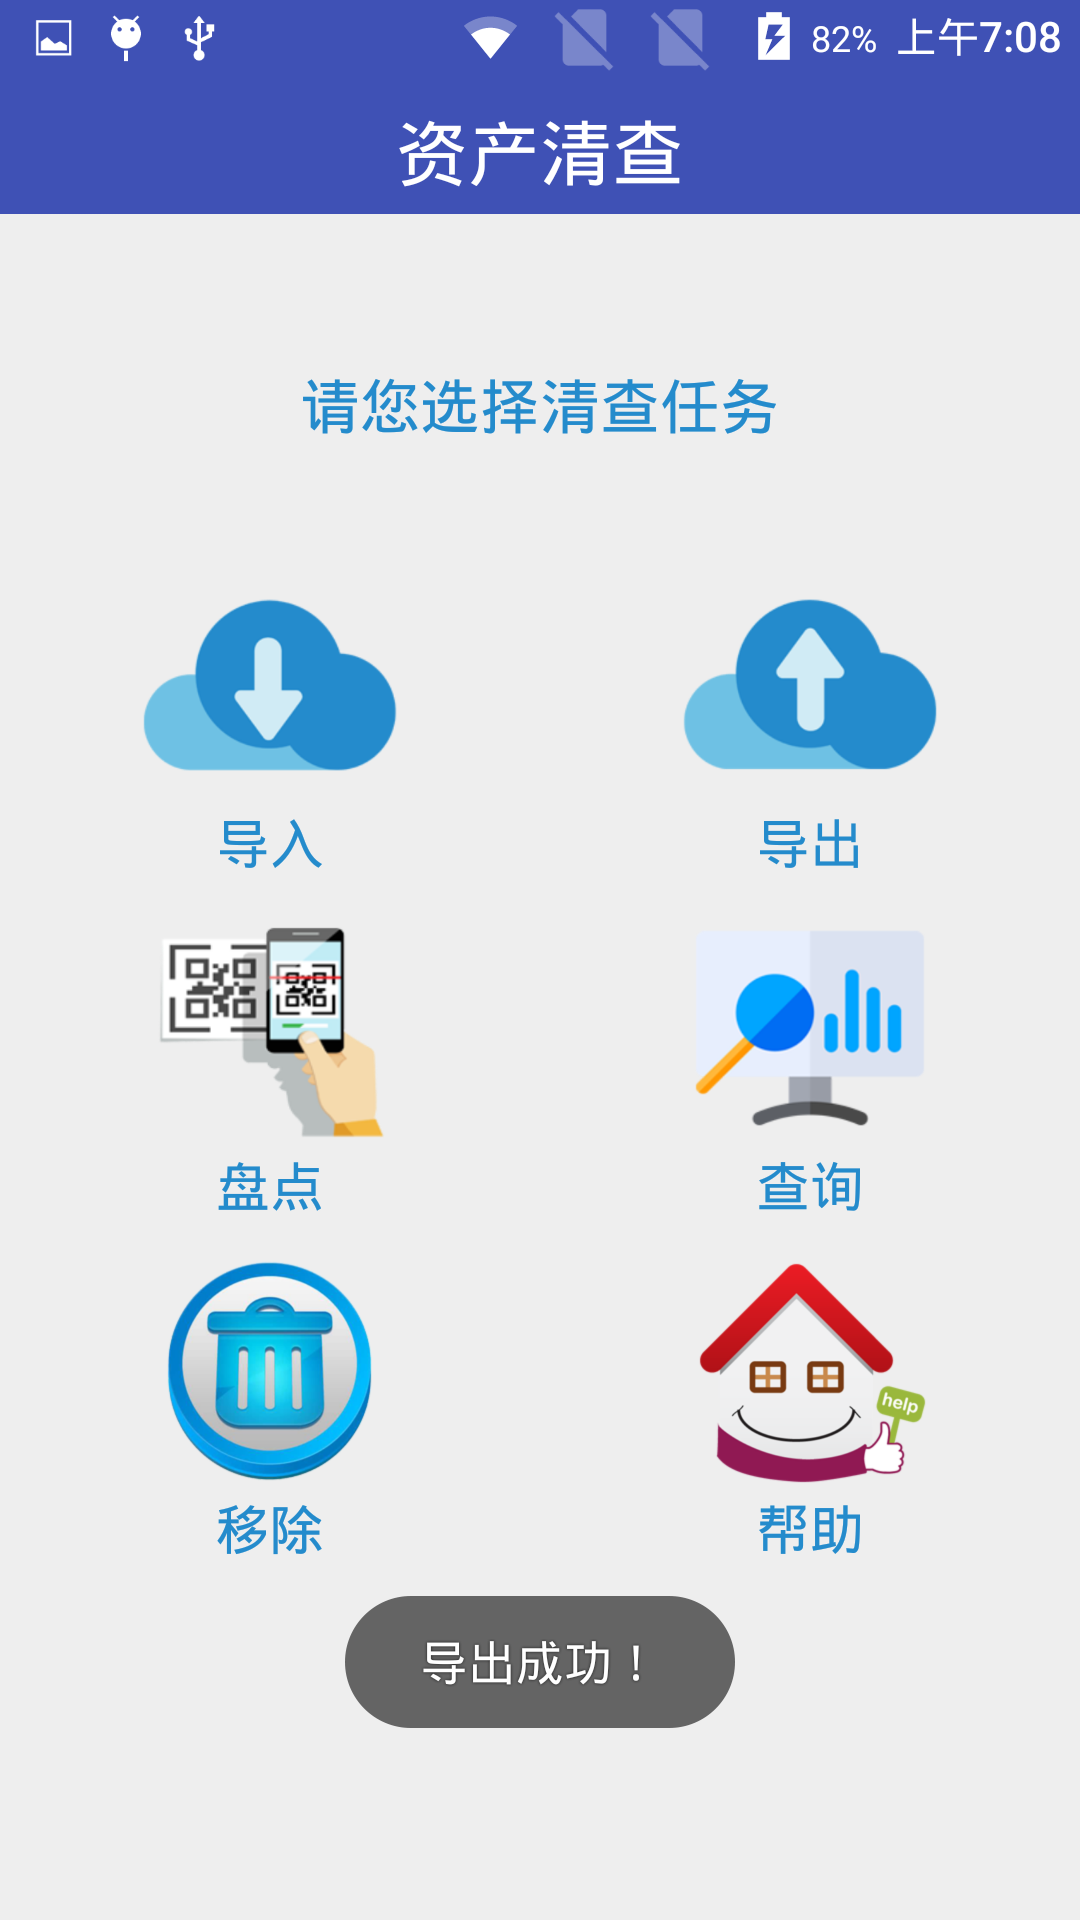 82% 上午7:08
资产清查
请您选择清查任务
导入 导出
盘点 查询
help
移除 帮助
导出成功！